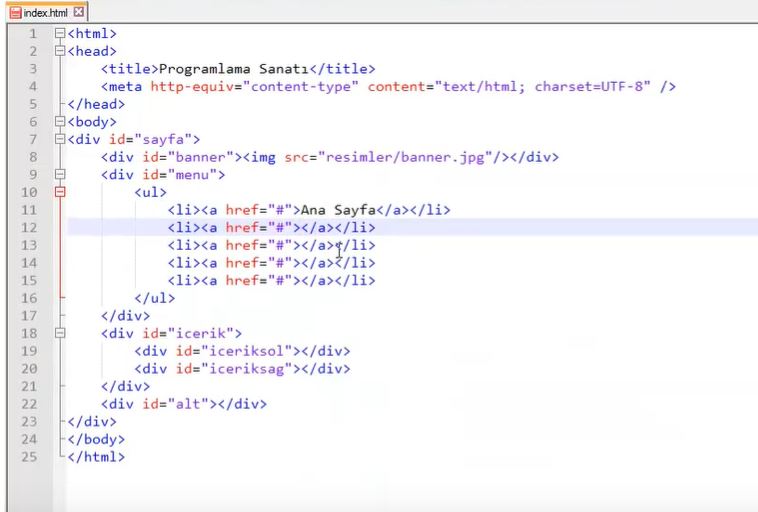 index.html
1 <html>
2 <head>
3 <title>Programlama Sanatı</title>
4 <meta http-equiv="content-type" content="text/html; charset=UTF-8" />
5 </head>
6 <body>
7 <div id="sayfa">
8 <div id="banner"><img src="resimler/banner.jpg"/></div>
9 <div id="menu">
10 <ul>
11 <li><a href="#">Ana Sayfa</a></li>
12 <li><a href="#"></a></li>
13 <li><a href="#"></a></li>
14 <li><a href="#"></a></li>
15 <li><a href="#"></a></li>
16 </ul>
17 </div>
18 <div id="icerik">
19 <div id="iceriksol"></div>
20 <div id="iceriksag"></div>
21 </div>
22 <div id="alt"></div>
23 </div>
24 </body>
25 </html>